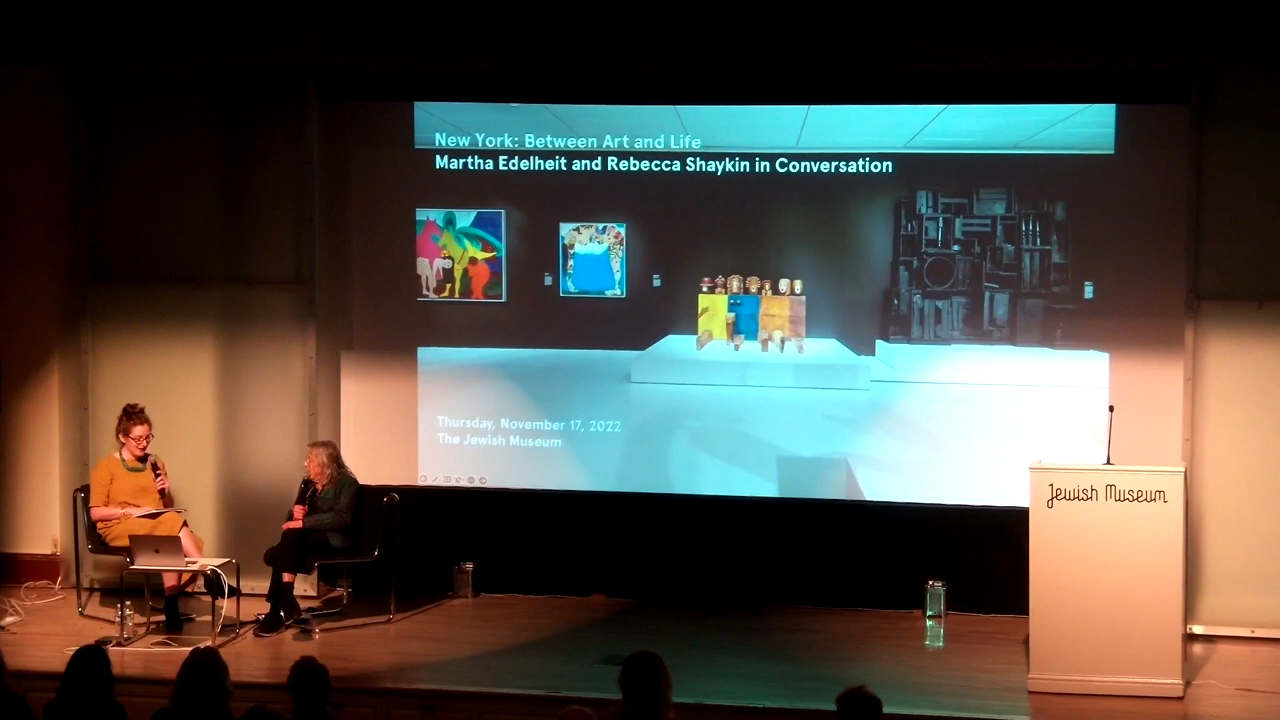 New York: Between Art and Life
Martha Edelheit and Rebecca Shaykin in Conversation
Thursday, November 17, 2022
The Jewish Museum
Jewish Museum